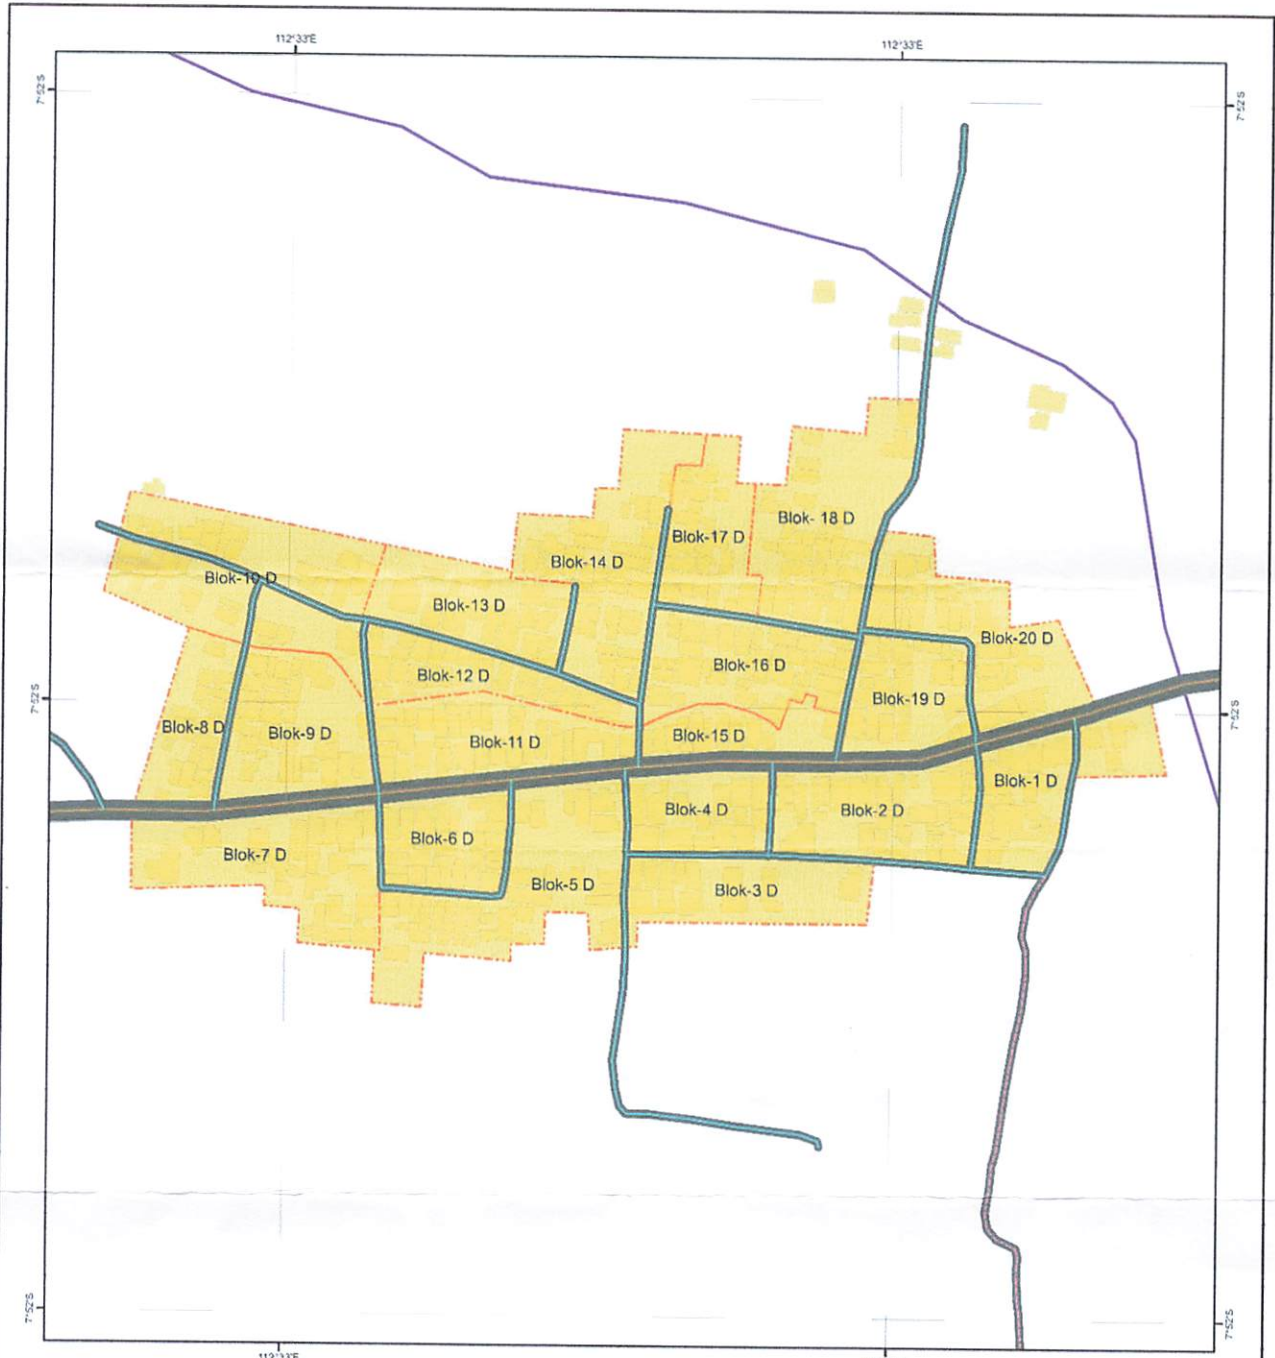 112°33'E
112°33'E
7°52'S
7°52'S
Blok- 18 D
Blok-17 D
Blok-14 D
Blok-10 D
Blok-13 D
Blok-20 D
Blok-16 D
Blok-12 D
Blok-19 D
7°52'S
Blok-8 D
Blok-9 D
Blok-11 D
Blok-15 D
7°52'S
Blok-1 D
Blok-4 D
Blok-2 D
Blok-6 D
Blok-7 D
Blok-5 D
Blok-3 D
7°52'S
7°52'S
112°33'E